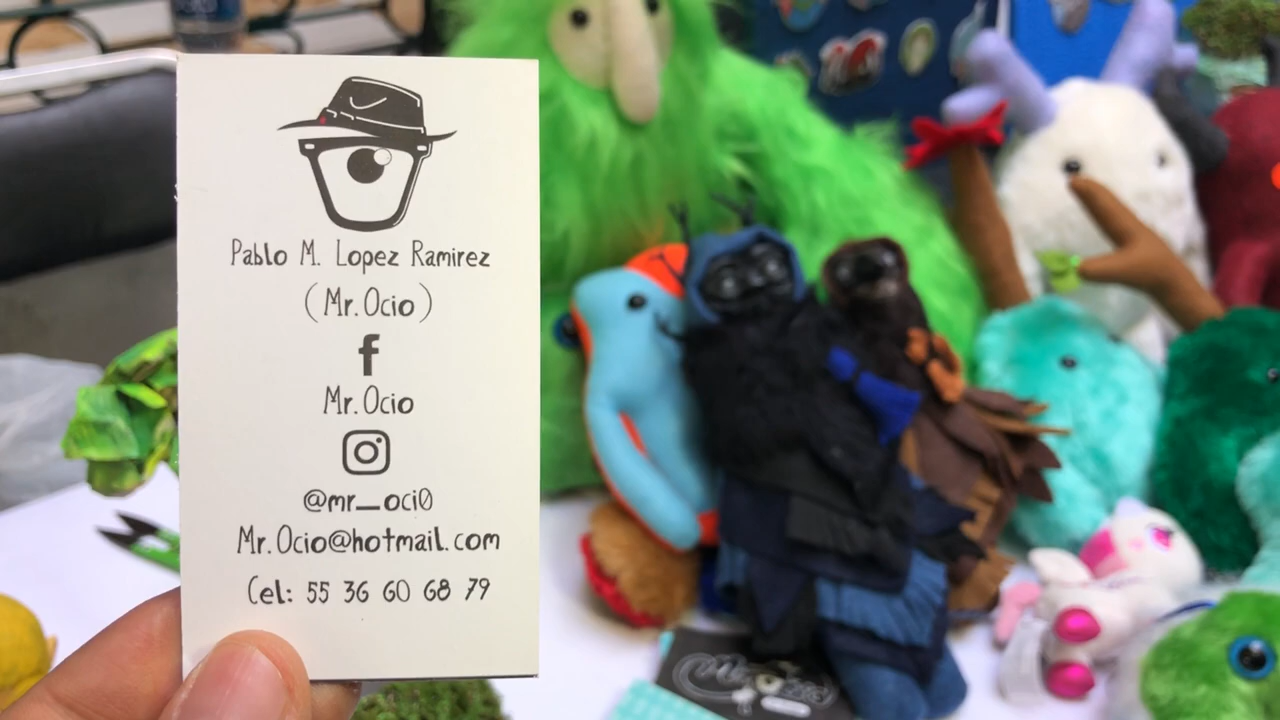 Pablo M. Lopez Ramirez
(Mr.Ocio)
f
Mr.Ocio
@mr_oci0
Mr.Ocio@hotmail.com
Cel: 55 36 60 68 79